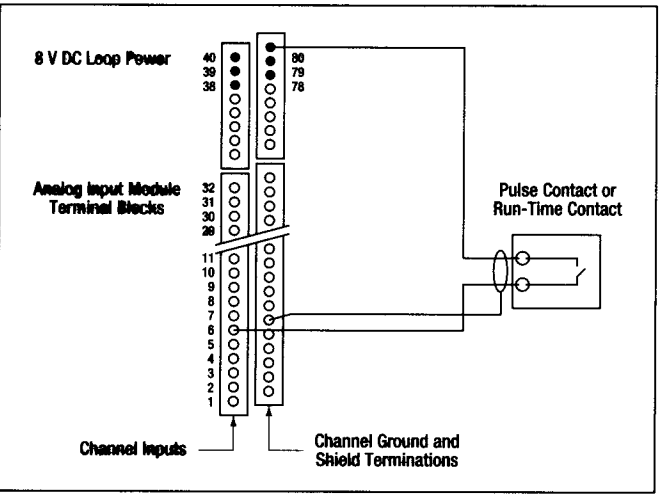 8 V DC Loop Power
40
39
38
80
79
78
Analog Input Module
Terminal Blocks
32
31
30
29
11
10
9
8
7
6
5
4
3
2
1
Pulse Contact or
Run-Time Contact
Channel Inputs
Channel Ground and
Shield Terminations